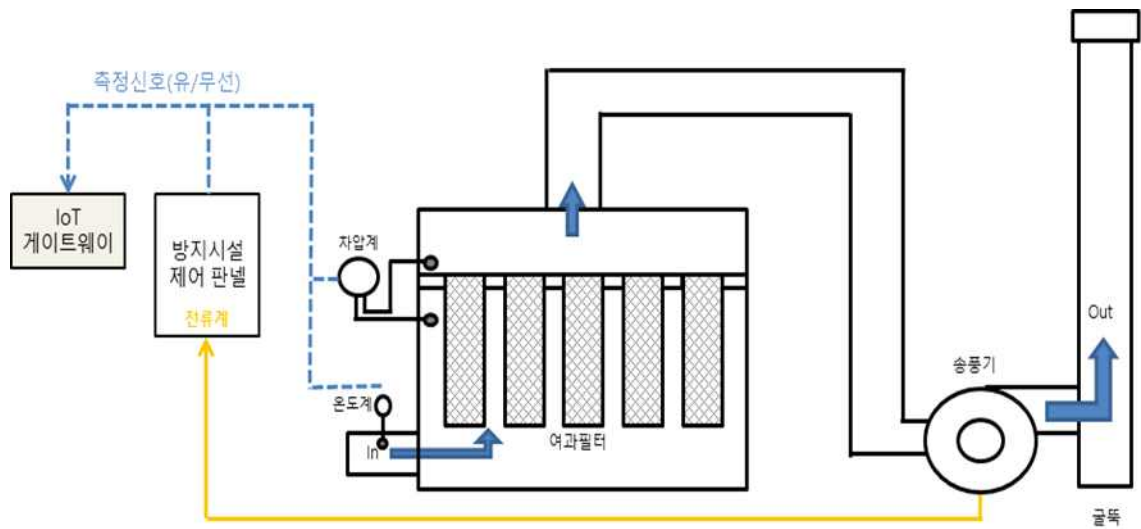 측정신호(유/무선)
IoT
게이트웨이
방지시설
제어 판넬
전류계
차압계
온도계
In
여과필터
송풍기
Out
굴뚝